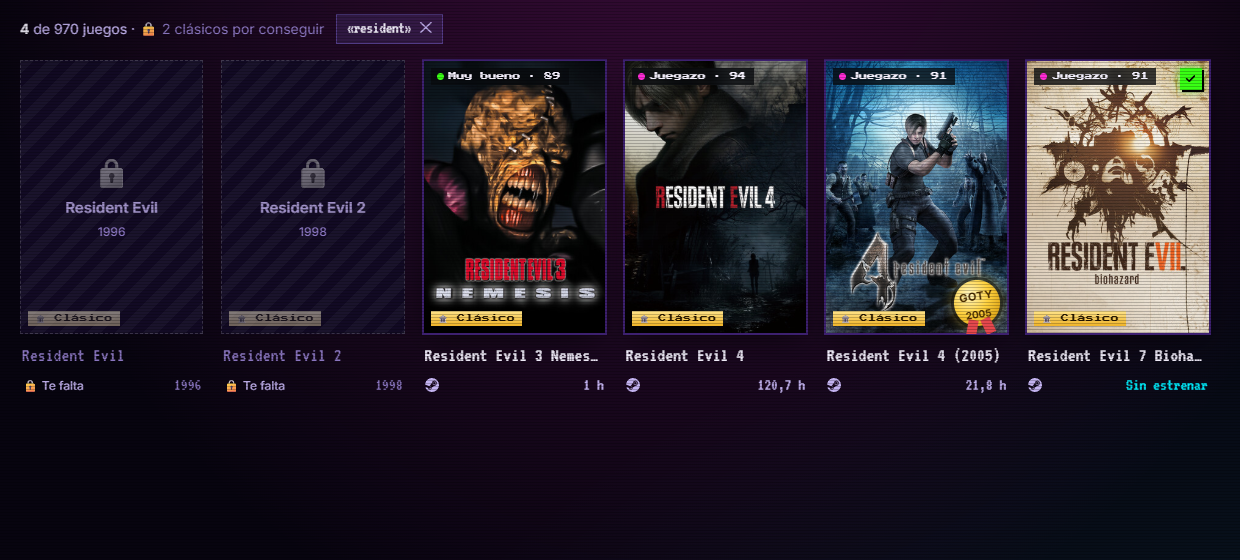 4 de 970 juegos · 2 clásicos por conseguir «resident»
Resident Evil
1996
Clásico
Resident Evil
Te falta 1996
Resident Evil 2
1998
Clásico
Resident Evil 2
Te falta 1998
Muy bueno · 89
RESIDENT EVIL 3
NEMESIS
Clásico
Resident Evil 3 Nemes…
1 h
Juegazo · 94
RESIDENT EVIL 4
Clásico
Resident Evil 4
120,7 h
Juegazo · 91
4 resident evil
GOTY
2005
Clásico
Resident Evil 4 (2005)
21,8 h
Juegazo · 91
RESIDENT EVIL
biohazard
Clásico
Resident Evil 7 Bioha…
Sin estrenar